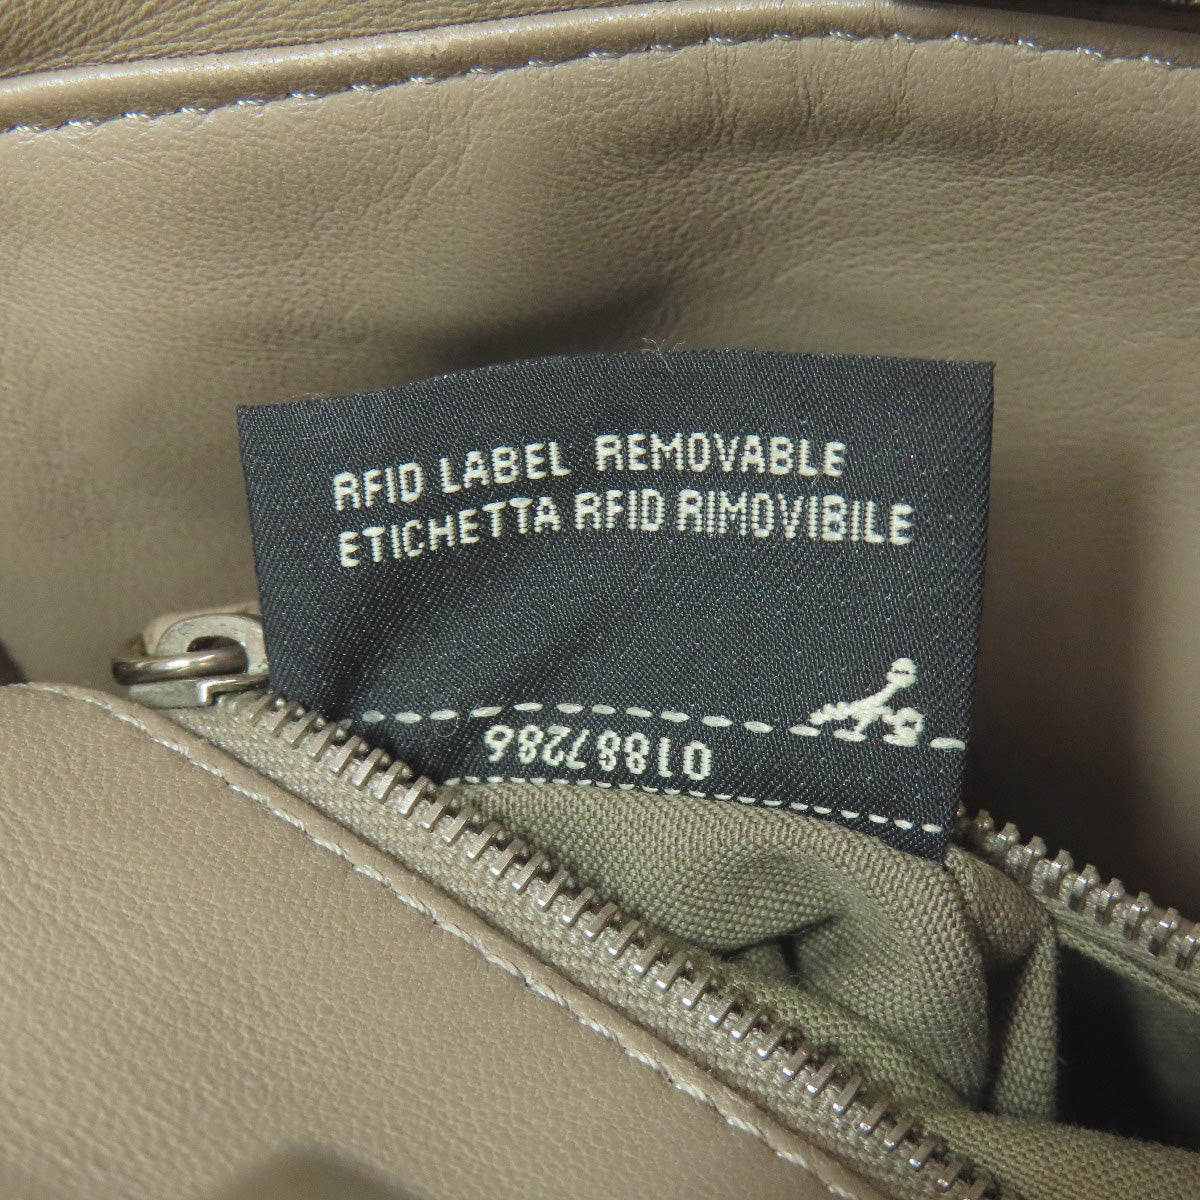 RFID LABEL REMOVABLE
ETICHETTA RFID RIMOVIBILE
01887286